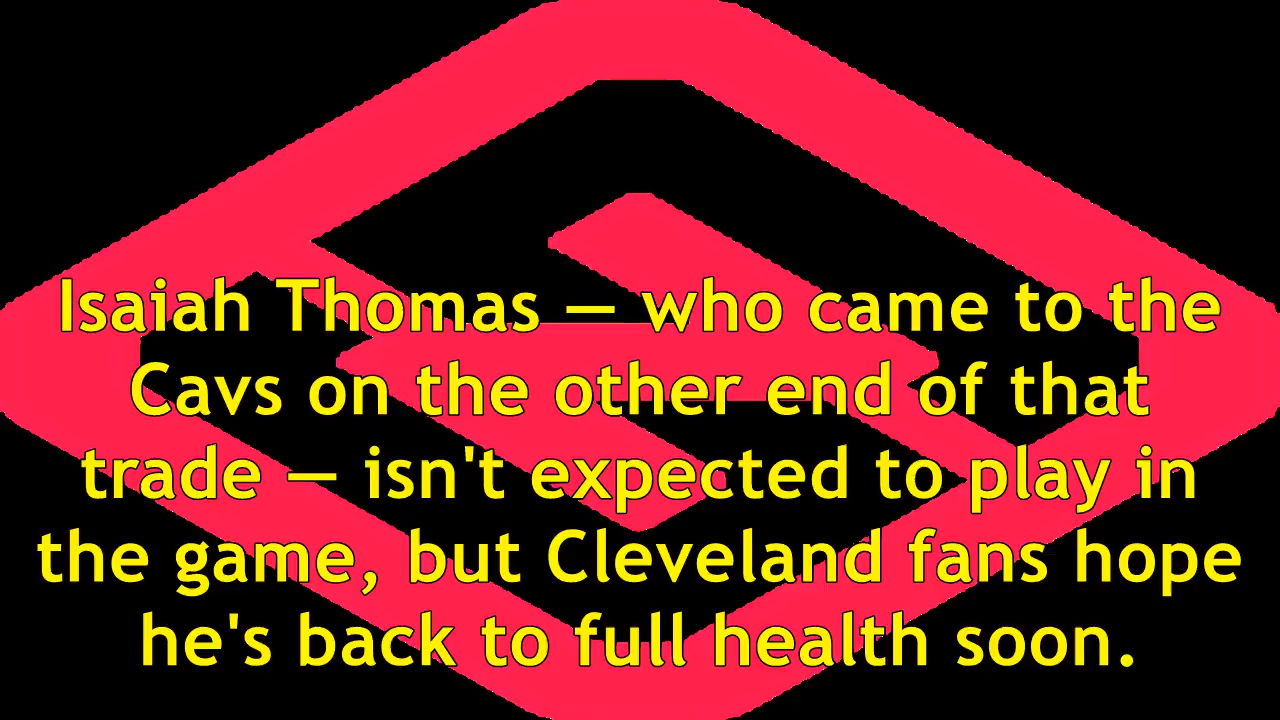 Isaiah Thomas — who came to the
Cavs on the other end of that
trade — isn't expected to play in
the game, but Cleveland fans hope
he's back to full health soon.